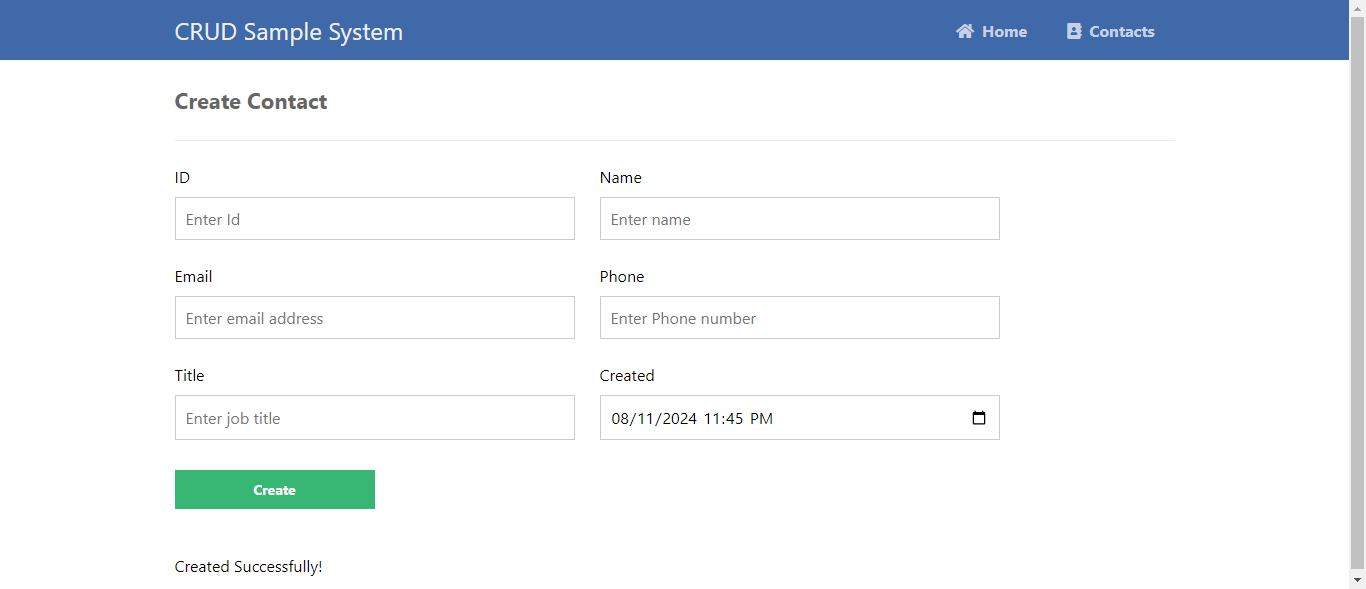 CRUD Sample System Home Contacts
Create Contact
ID Name
Enter Id Enter name
Email Phone
Enter email address Enter Phone number
Title Created
Enter job title 08/11/2024 11:45 PM
Create
Created Successfully!